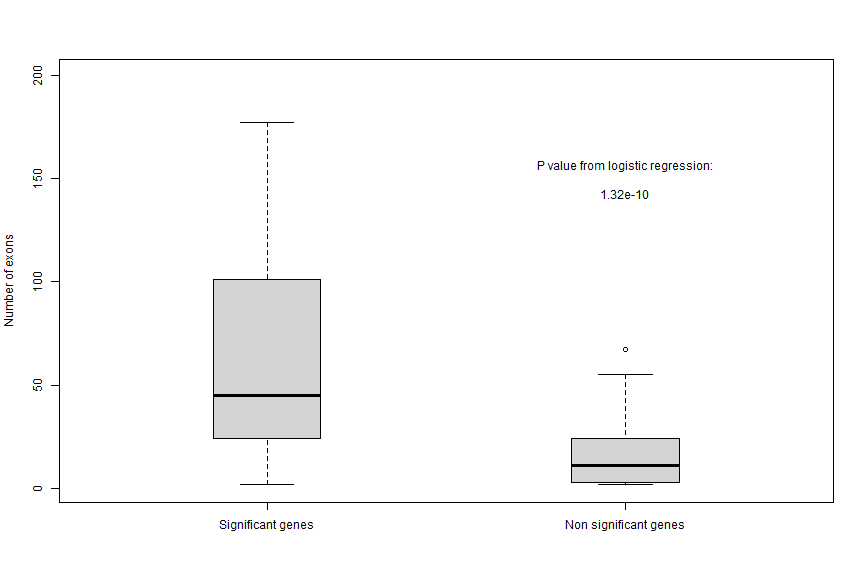 Number of exons
200
150
100
50
0
P value from logistic regression:
1.32e-10
Significant genes
Non significant genes